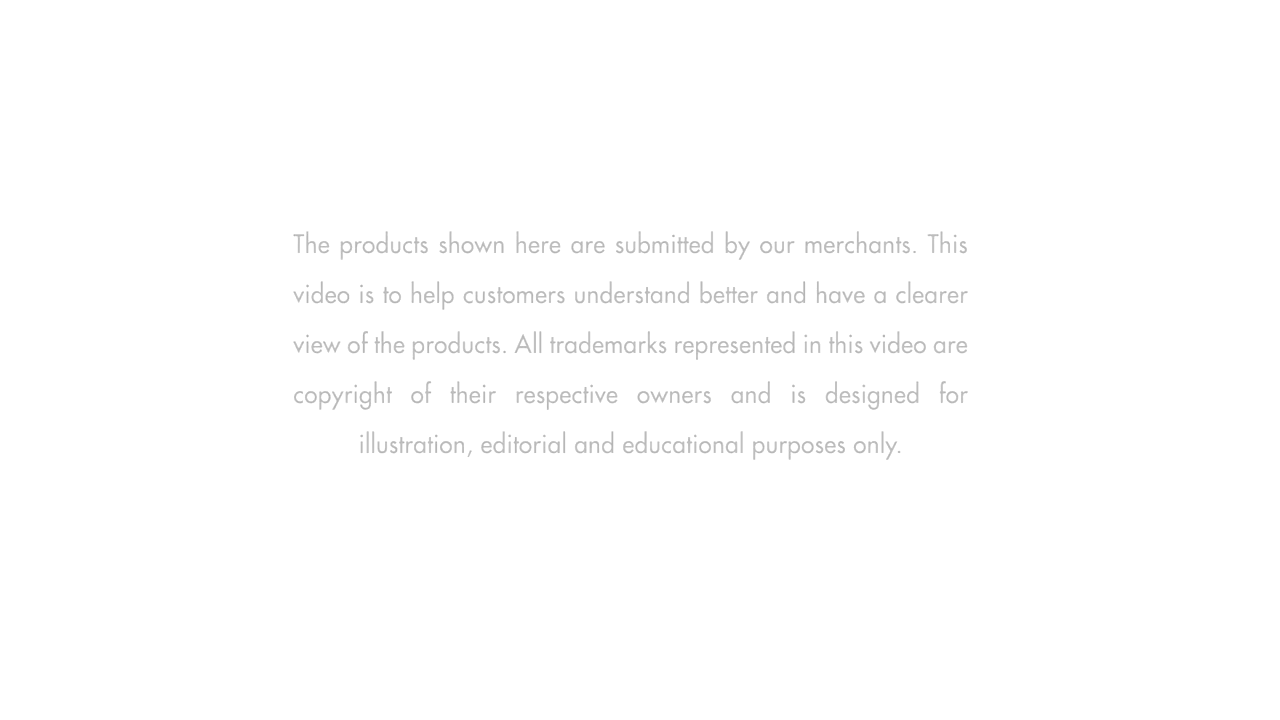 The products shown here are submitted by our merchants. This
video is to help customers understand better and have a clearer
view of the products. All trademarks represented in this video are
copyright of their respective owners and is designed for
illustration, editorial and educational purposes only.